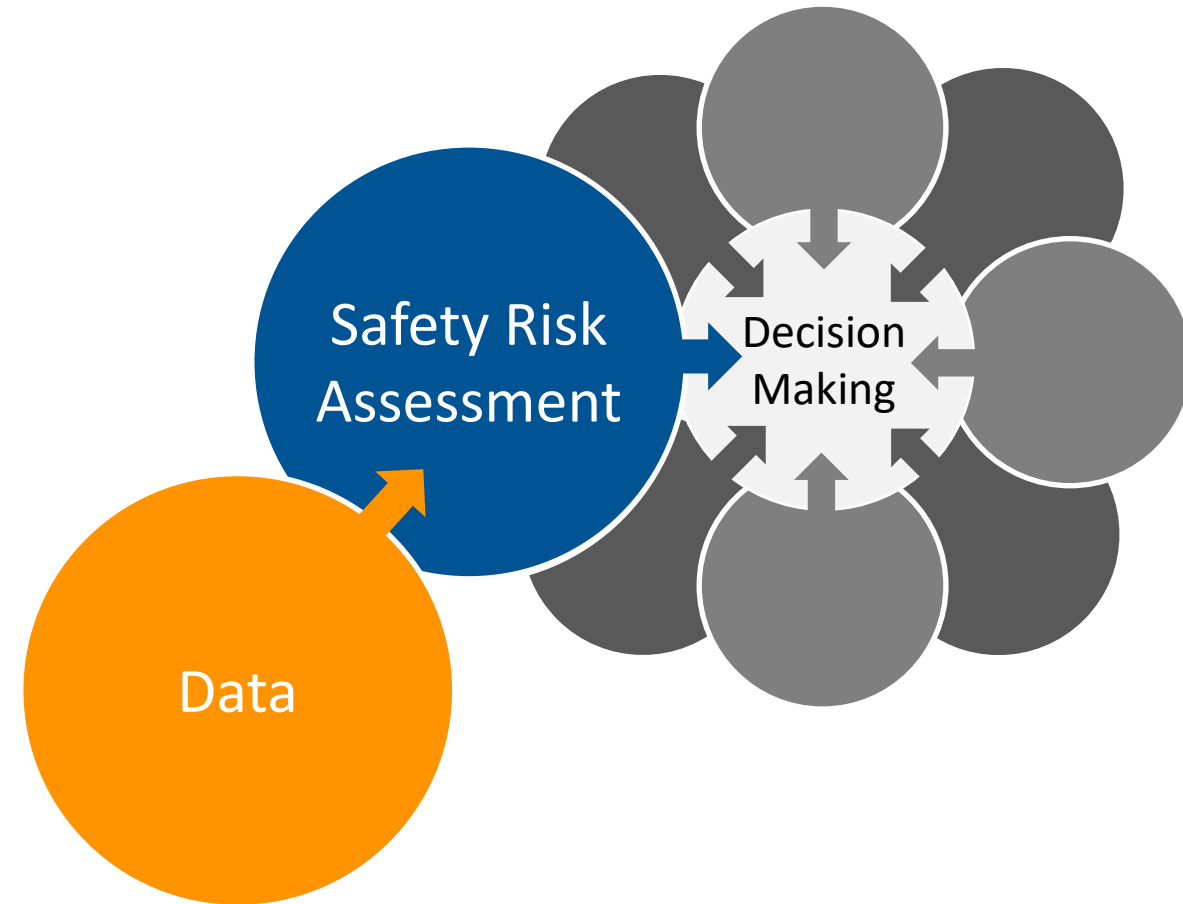 Safety Risk
Assessment
Decision
Making
Data